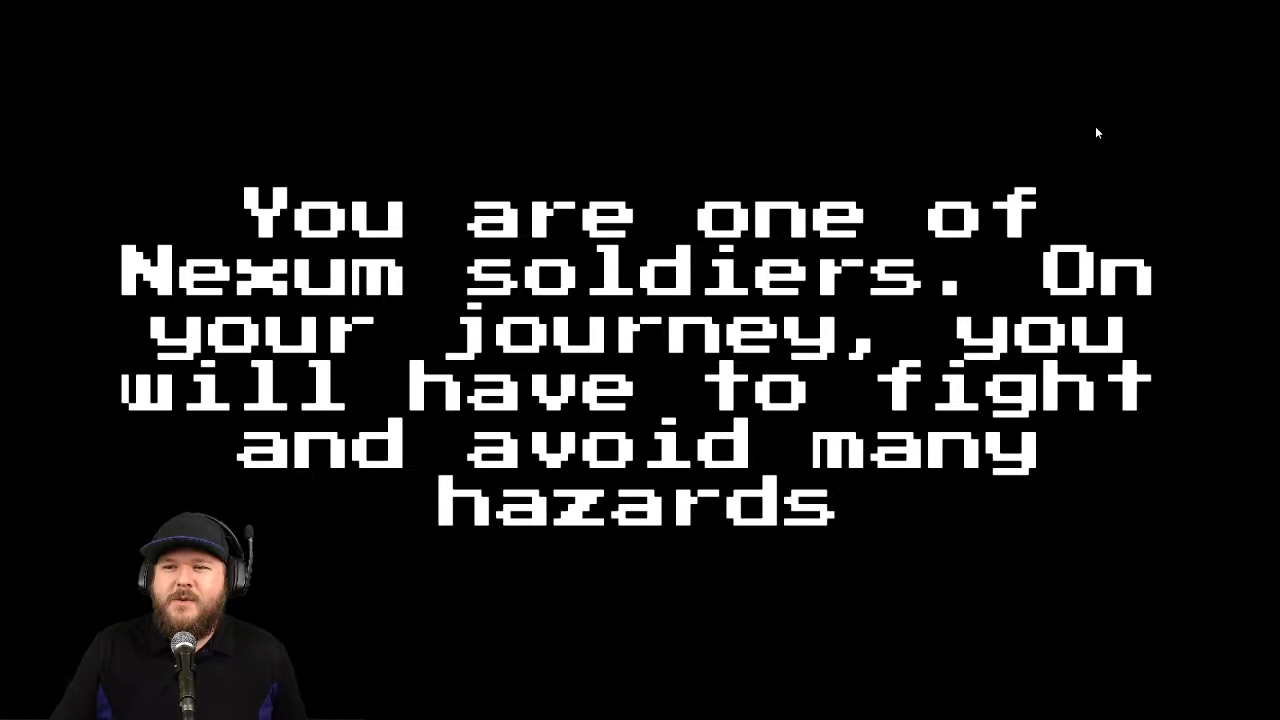 You are one of
Nexum soldiers. On
your journey, you
will have to fight
and avoid many
hazards